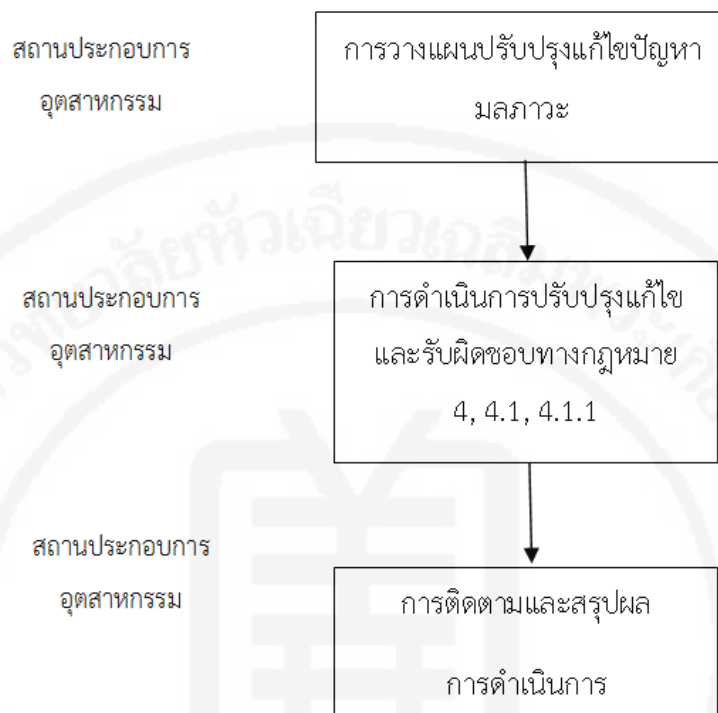 สถานประกอบการ
อุตสาหกรรม
การวางแผนปรับปรุงแก้ไขปัญหา
มลภาวะ
สถานประกอบการ
อุตสาหกรรม
การดำเนินการปรับปรุงแก้ไข
และรับผิดชอบทางกฎหมาย
4, 4.1, 4.1.1
สถานประกอบการ
อุตสาหกรรม
การติดตามและสรุปผล
การดำเนินการ